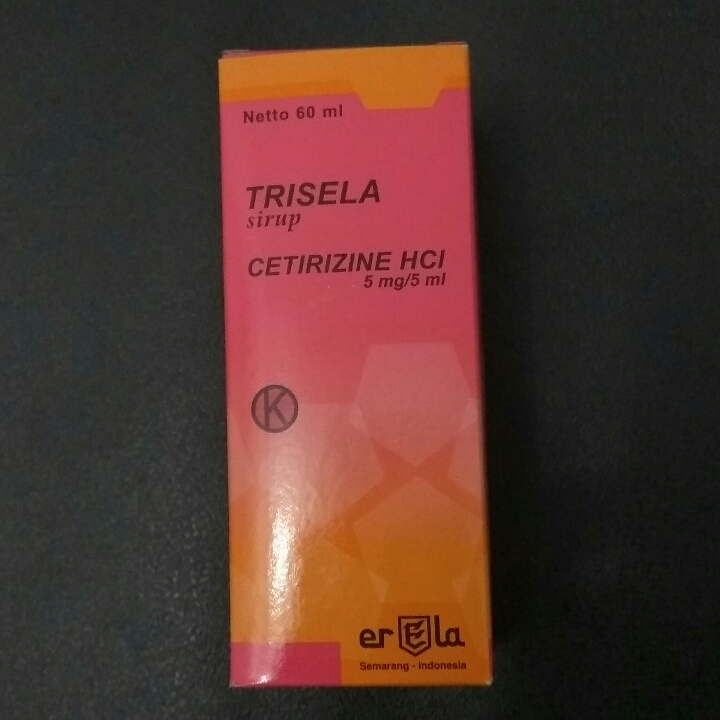 Netto 60 ml
TRISELA
sirup
CETIRIZINE HCl
5 mg/5 ml
K
erEla
Semarang - Indonesia